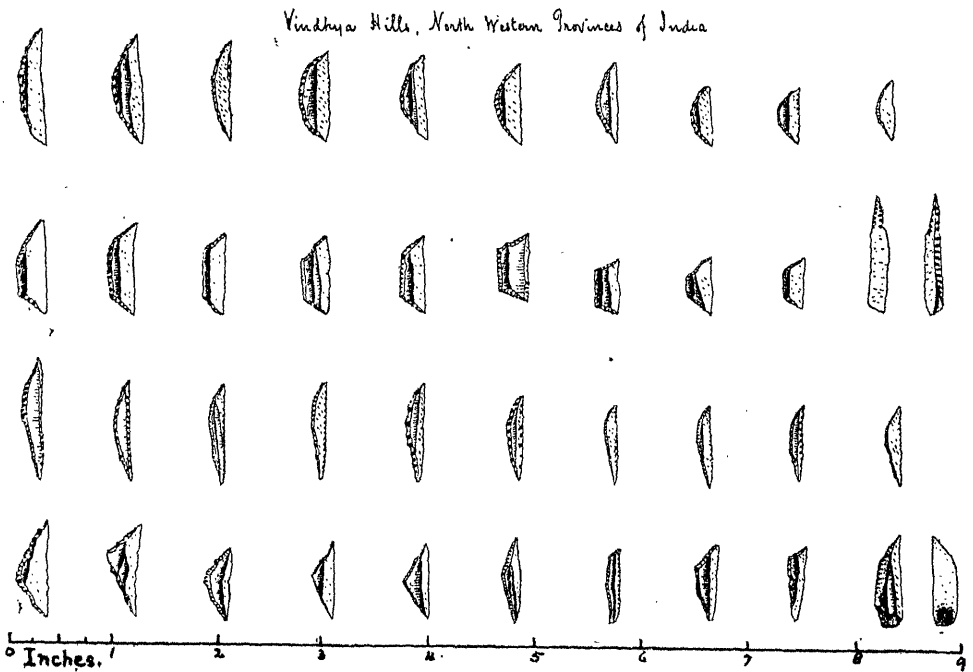 Vindhya Hills, North Western Provinces of India
0 1 2 3 4 5 6 7 8 9
Inches.